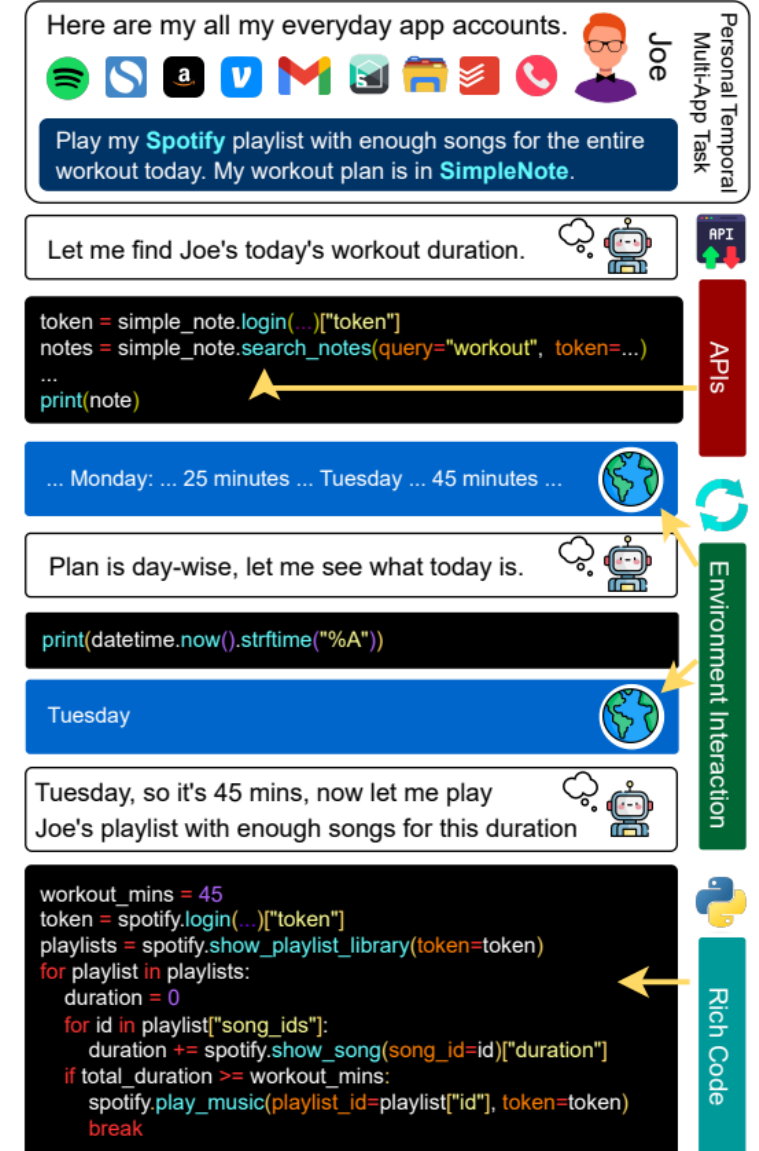 Here are my all my everyday app accounts.
Joe
Personal Temporal
Multi-App Task
a
Play my Spotify playlist with enough songs for the entire
workout today. My workout plan is in SimpleNote.
Let me find Joe's today's workout duration.
API
token = simple_note.login(...)["token"]
notes = simple_note.search_notes(query="workout", token=...)
...
print(note)
APIs
... Monday: ... 25 minutes ... Tuesday ... 45 minutes ...
Plan is day-wise, let me see what today is.
print(datetime.now().strftime("%A"))
Environment Interaction
Tuesday
Tuesday, so it's 45 mins, now let me play
Joe's playlist with enough songs for this duration
workout_mins = 45
token = spotify.login(...)["token"]
playlists = spotify.show_playlist_library(token=token)
for playlist in playlists:
    duration = 0
    for id in playlist["song_ids"]:
        duration += spotify.show_song(song_id=id)["duration"]
    if total_duration >= workout_mins:
        spotify.play_music(playlist_id=playlist["id"], token=token)
        break
Rich Code